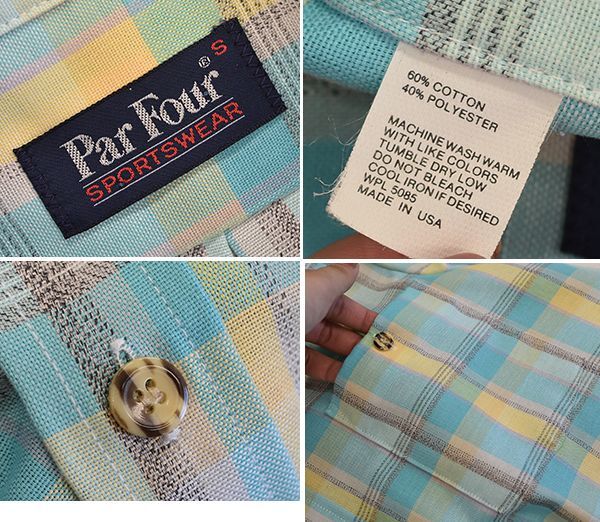 S
Par Four®
SPORTSWEAR
60% COTTON
40% POLYESTER
MACHINE WASH WARM
WITH LIKE COLORS
TUMBLE DRY LOW
DO NOT BLEACH
COOL IRON IF DESIRED
WPL 5085
MADE IN USA